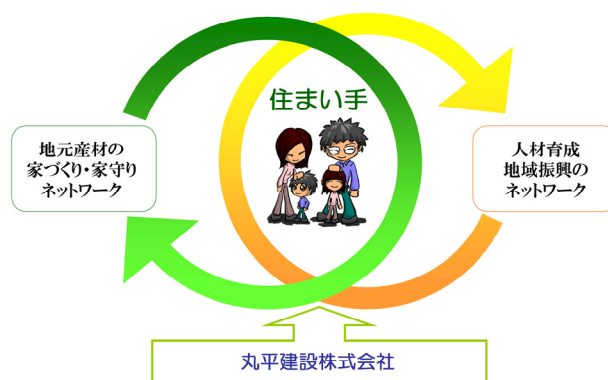 住まい手
地元産材の
家づくり・家守り
ネットワーク
人材育成
地域振興の
ネットワーク
丸平建設株式会社